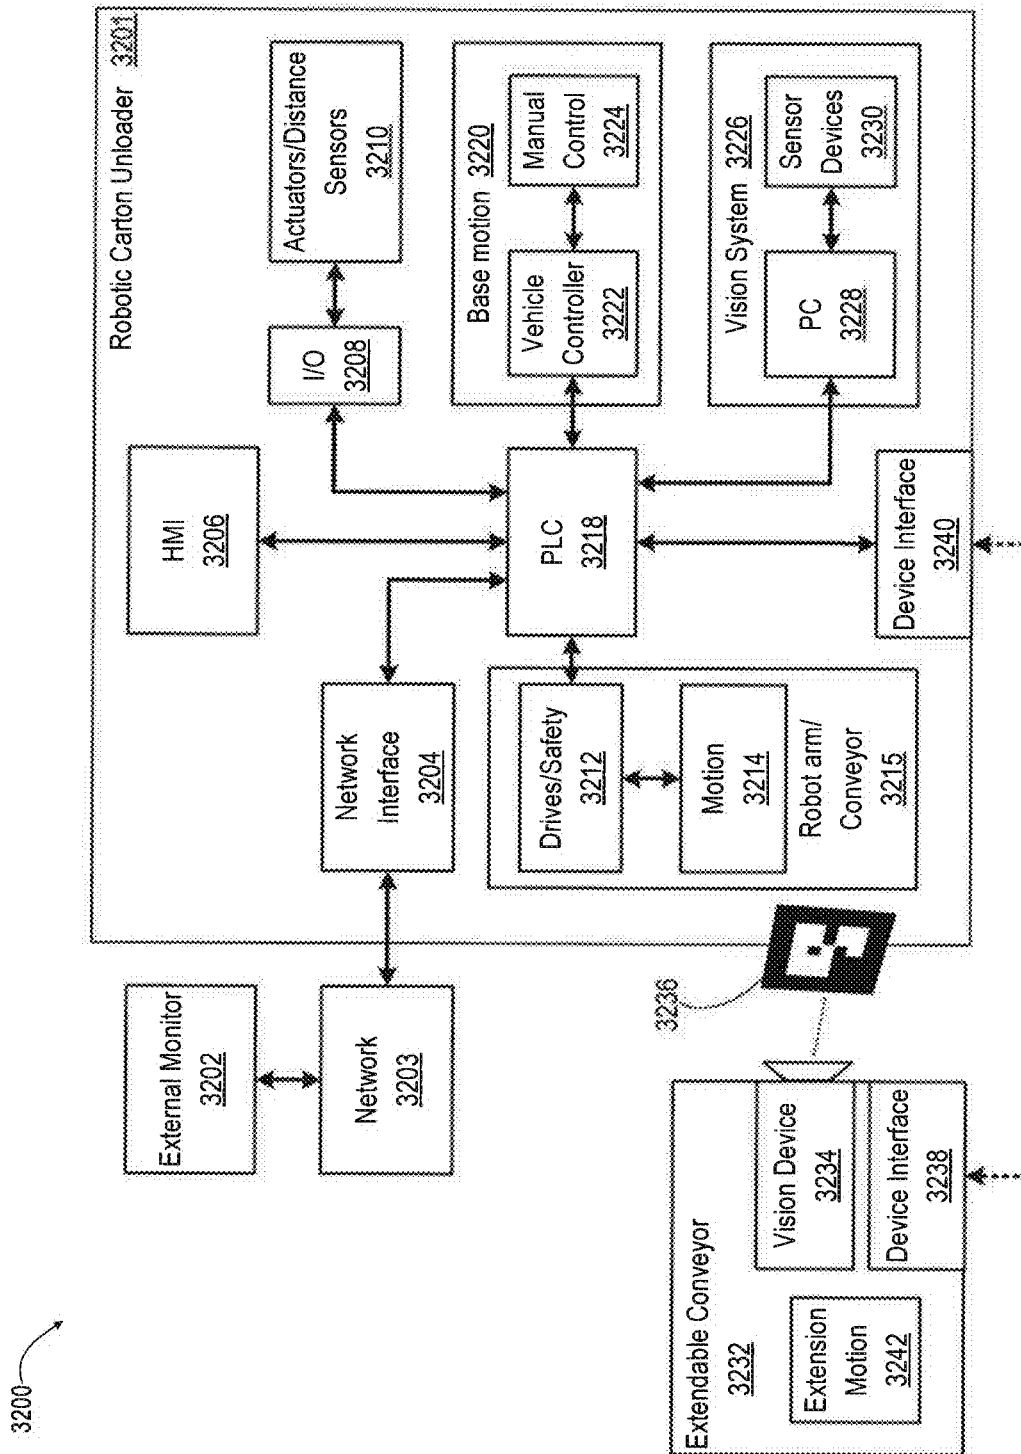 3200
Robotic Carton Unloader 3201
External Monitor
3202
Network
3203
Network
Interface
3204
HMI
3206
I/O
3208
Actuators/Distance
Sensors
3210
Drives/Safety
3212
Motion
3214
Robot arm/
Conveyor
3215
PLC
3218
Base motion 3220
Vehicle
Controller
3222
Manual
Control
3224
Vision System 3226
PC
3228
Sensor
Devices
3230
Extendable Conveyor
3232
Vision Device
3234
3236
Device Interface
3238
Device Interface
3240
Extension
Motion
3242